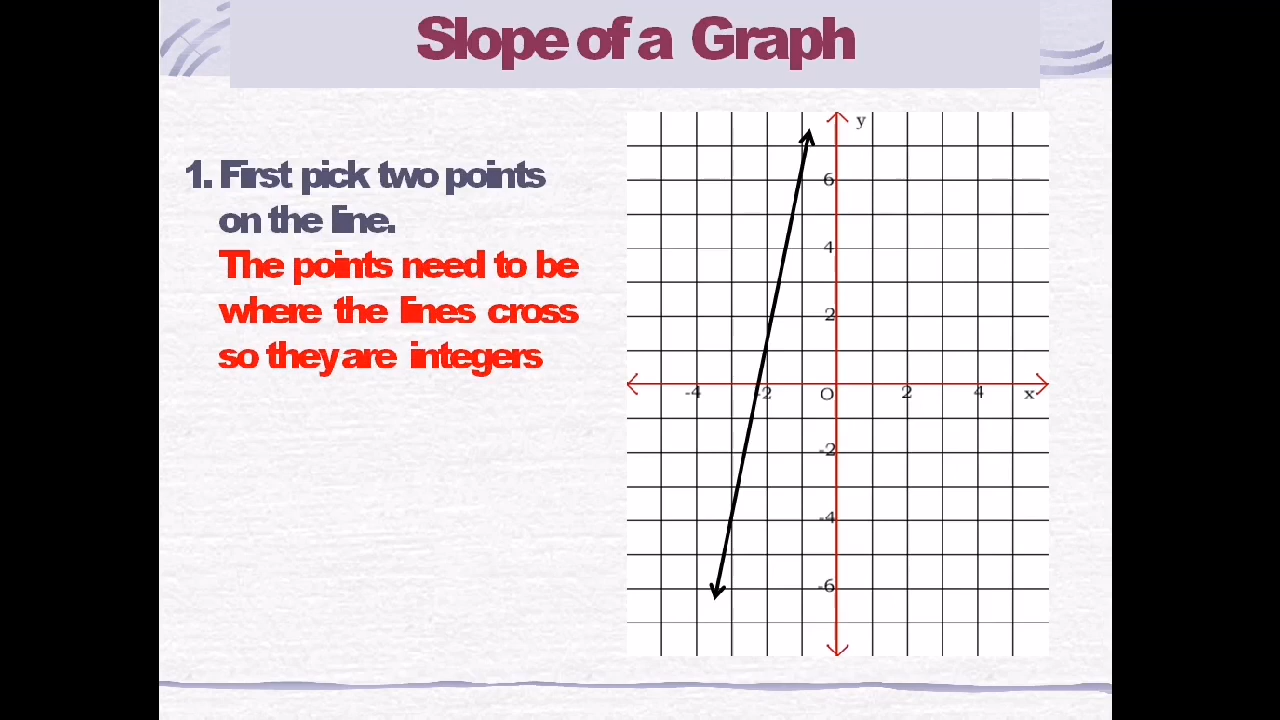 Slope of a Graph
1. First pick two points
on the line.
The points need to be
where the lines cross
so they are integers
y
6
4
2
-4 -2 O 2 4 x
-2
-4
-6